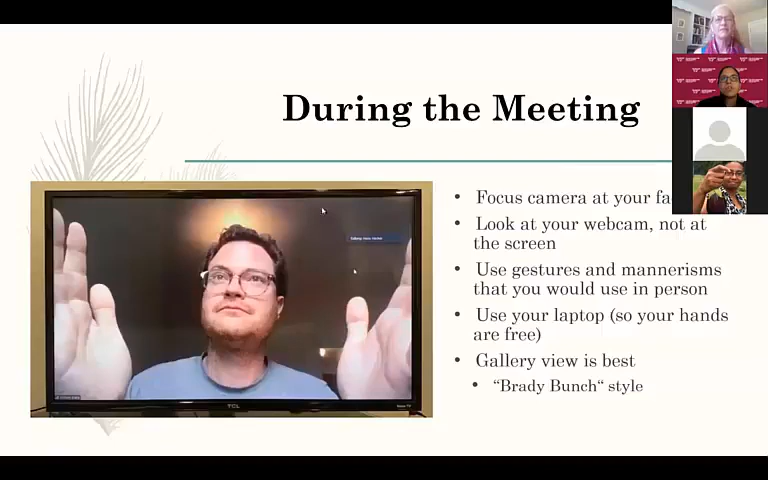 During the Meeting
• Focus camera at your fa
• Look at your webcam, not at
the screen
• Use gestures and mannerisms
that you would use in person
• Use your laptop (so your hands
are free)
• Gallery view is best
• “Brady Bunch“ style
TCL